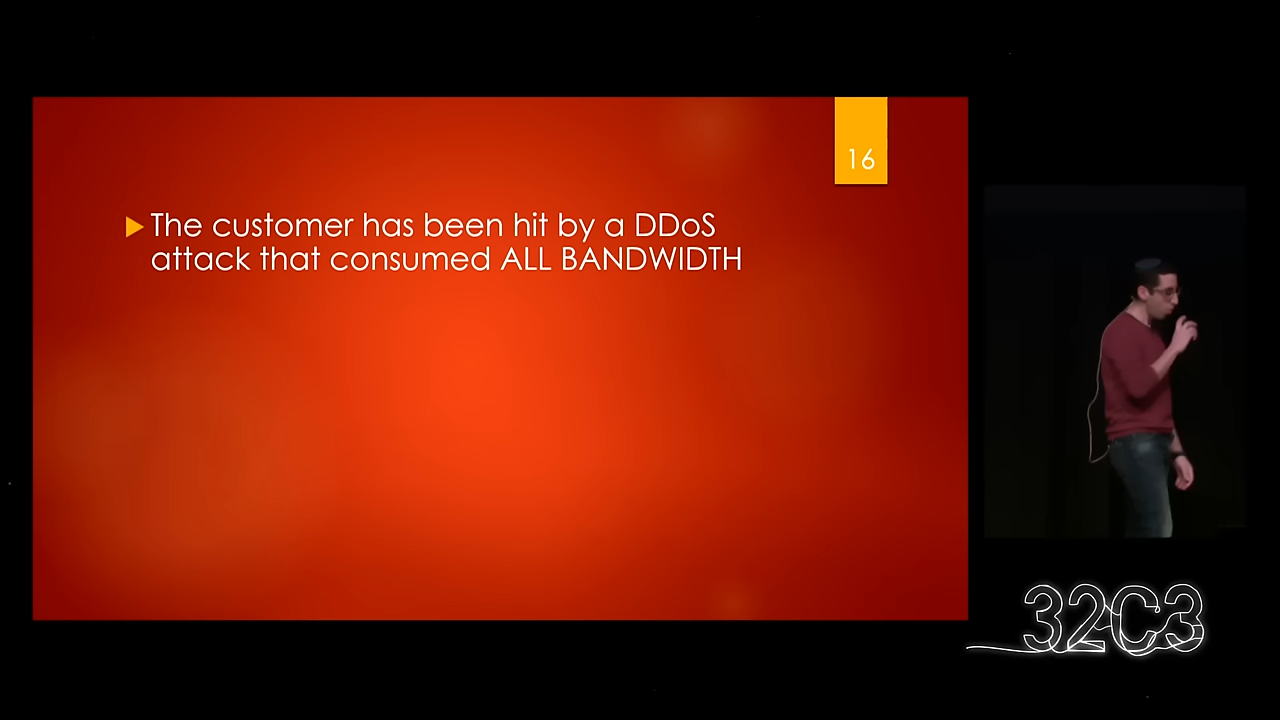 16
The customer has been hit by a DDoS
attack that consumed ALL BANDWIDTH
32C3